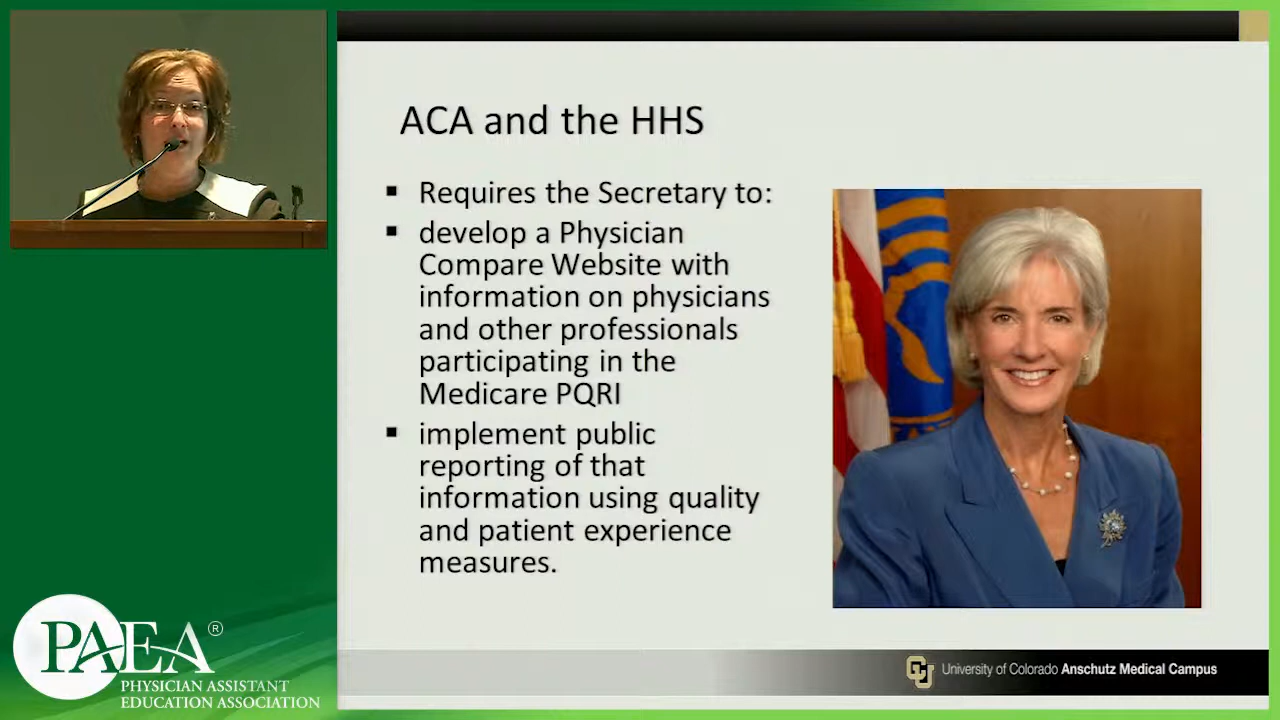 ACA and the HHS
▪ Requires the Secretary to:
▪ develop a Physician
Compare Website with
information on physicians
and other professionals
participating in the
Medicare PQRI
▪ implement public
reporting of that
information using quality
and patient experience
measures.
PAEA®
PHYSICIAN ASSISTANT
EDUCATION ASSOCIATION
CU University of Colorado Anschutz Medical Campus